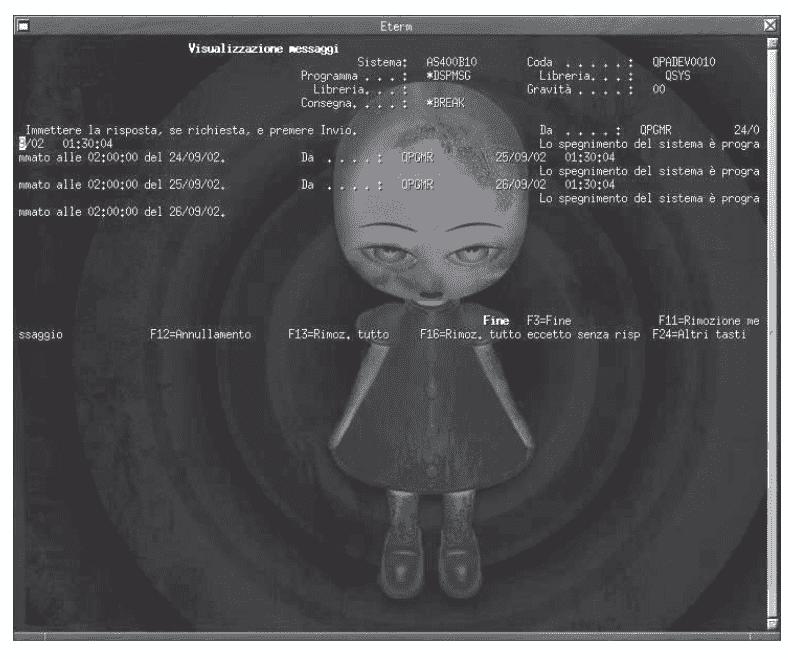 Eterm
Visualizzazione messaggi
Sistema: AS400B10 Coda . . . . . : QPADEV0010
Programma . . . : *DSPMSG Libreria. . . : QSYS
Libreria. . . : Gravità . . . . : 00
Consegna. . . . : *BREAK
Immettere la risposta, se richiesta, e premere Invio. Da . . . . : QPGMR 24/0
9/02 01:30:04 Lo spegnimento del sistema è progra
mmato alle 02:00:00 del 24/09/02. Da . . . . : QPGMR 25/09/02 01:30:04
Lo spegnimento del sistema è progra
mmato alle 02:00:00 del 25/09/02. Da . . . . : QPGMR 26/09/02 01:30:04
Lo spegnimento del sistema è progra
mmato alle 02:00:00 del 26/09/02.
Fine F3=Fine F11=Rimozione me
ssaggio F12=Annullamento F13=Rimoz. tutto F16=Rimoz. tutto eccetto senza risp F24=Altri tasti